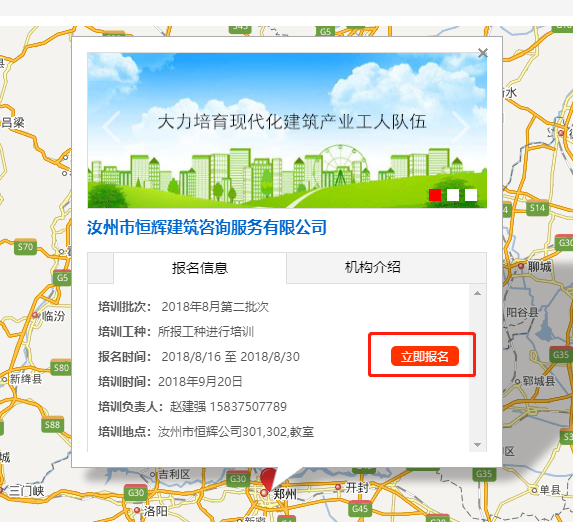 G5
大力培育现代化建筑产业工人队伍
汝州市恒辉建筑咨询服务有限公司
报名信息 机构介绍
培训批次： 2018年8月第二批次
培训工种：所报工种进行培训
报名时间： 2018/8/16 至 2018/8/30
立即报名
培训时间：2018年9月20日
培训负责人：赵建强 15837507789
培训地点：汝州市恒辉公司301,302,教室
吕梁
S70
G5
临汾
S80
新绛县
S88
三门峡
吉利区
G30
洛阳
郑州
开封
G30
G35
S14
G30
聊城
阳谷县
G35
郓城县
水
区